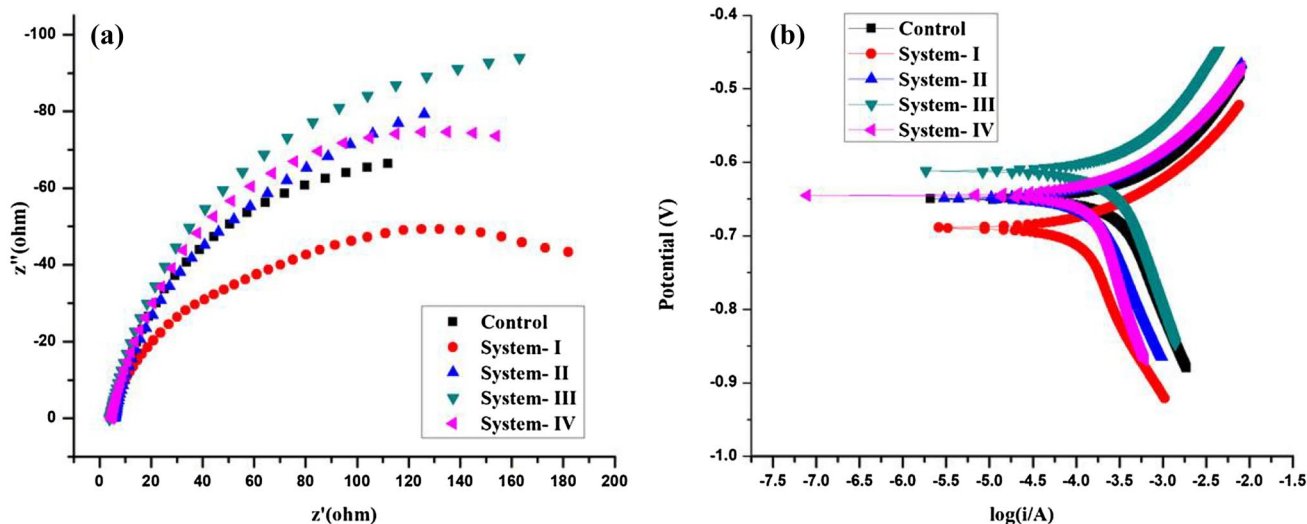 (a)
-100
-80
-60
-40
-20
0
z''(ohm)
0 20 40 60 80 100 120 140 160 180 200
z'(ohm)
Control
System- I
System- II
System- III
System- IV
(b)
-0.4
-0.5
-0.6
-0.7
-0.8
-0.9
-1.0
Potential (V)
-7.5 -7.0 -6.5 -6.0 -5.5 -5.0 -4.5 -4.0 -3.5 -3.0 -2.5 -2.0 -1.5
log(i/A)
Control
System- I
System- II
System- III
System- IV